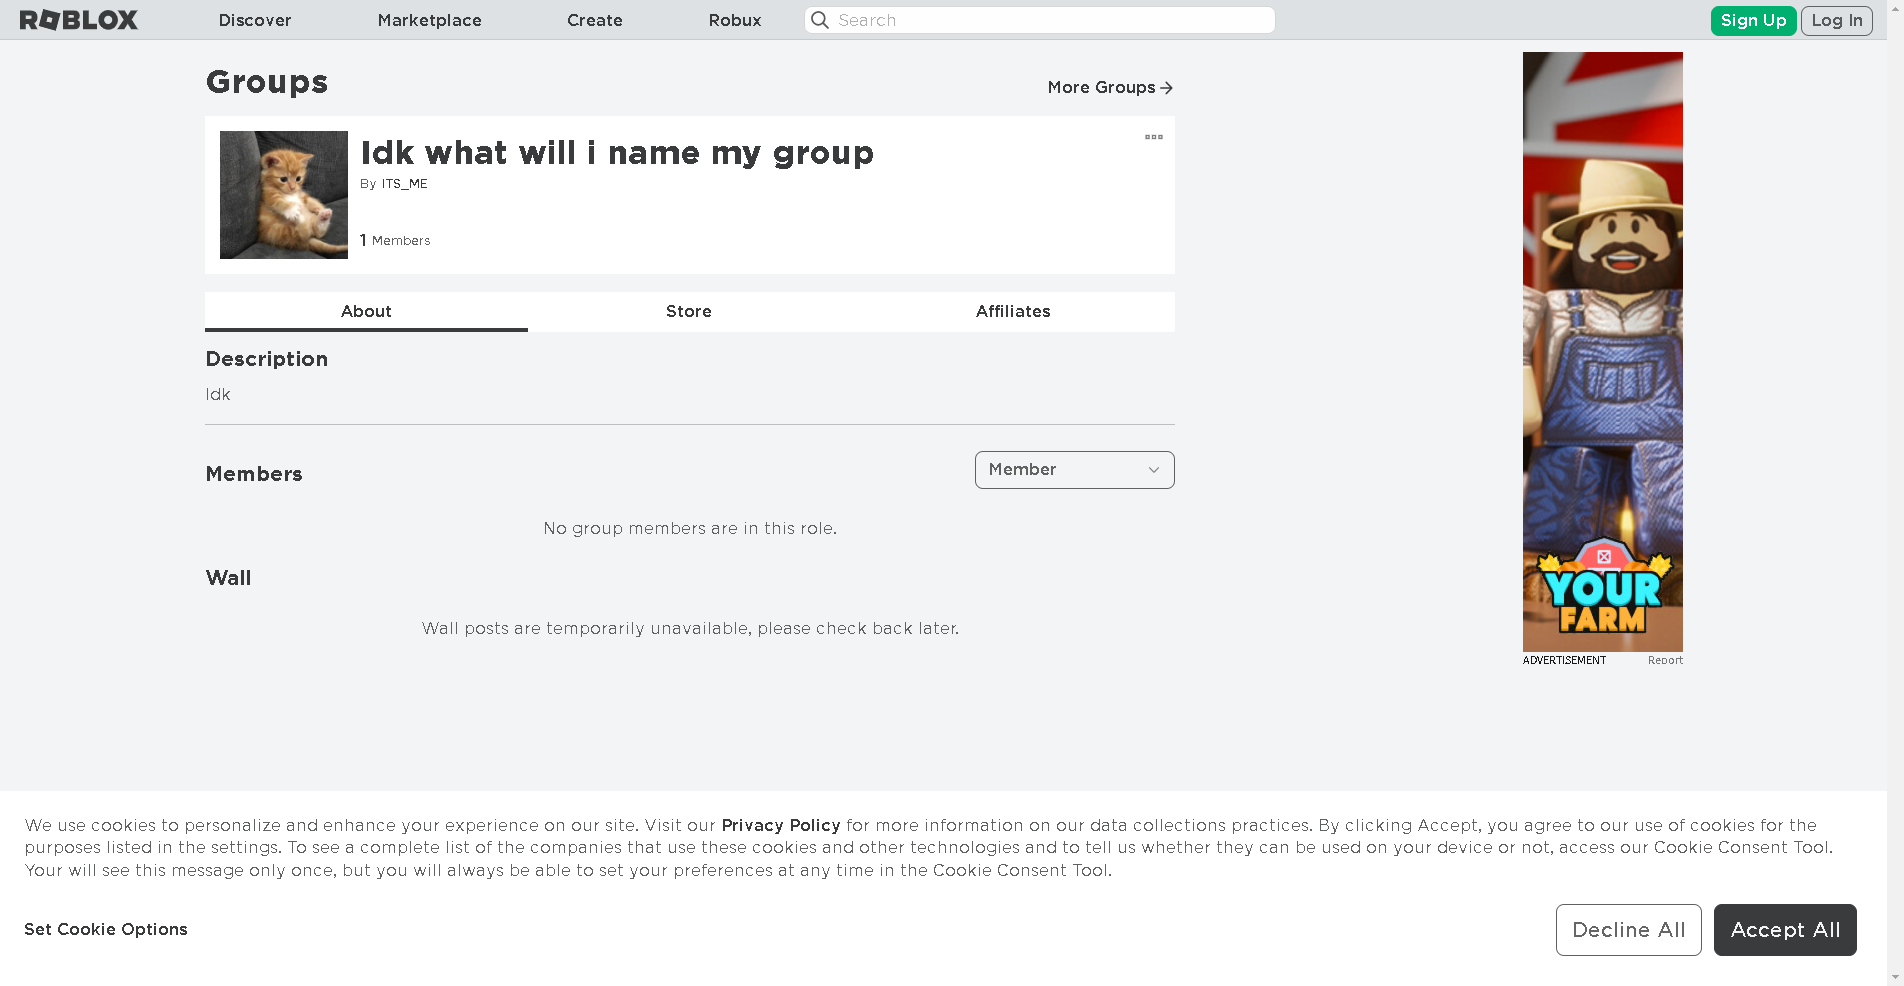 ROBLOX Discover Marketplace Create Robux Search Sign Up Log In
Groups
More Groups
Idk what will i name my group
By ITS_ME
1 Members
About Store Affiliates
Description
Idk
Members
Member
No group members are in this role.
Wall
Wall posts are temporarily unavailable, please check back later.
YOUR
FARM
ADVERTISEMENT Report
We use cookies to personalize and enhance your experience on our site. Visit our Privacy Policy for more information on our data collections practices. By clicking Accept, you agree to our use of cookies for the
purposes listed in the settings. To see a complete list of the companies that use these cookies and other technologies and to tell us whether they can be used on your device or not, access our Cookie Consent Tool.
Your will see this message only once, but you will always be able to set your preferences at any time in the Cookie Consent Tool.
Set Cookie Options
Decline All
Accept All